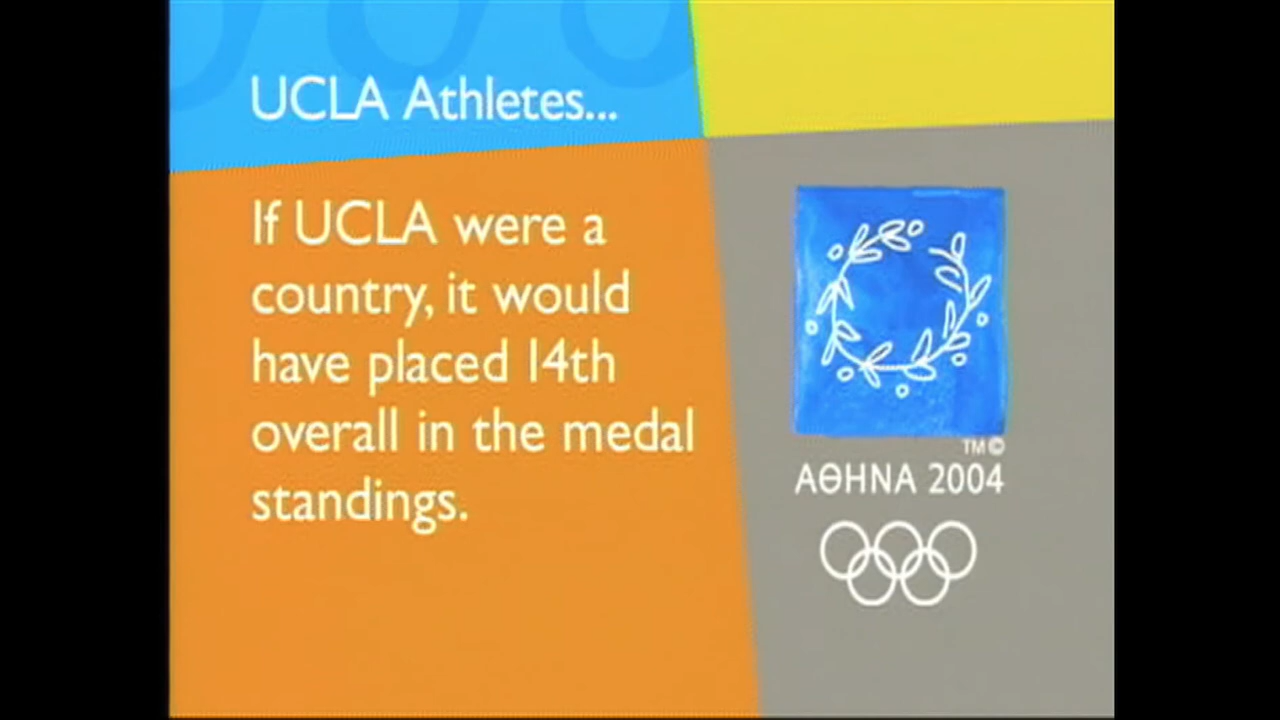 UCLA Athletes...
If UCLA were a
country, it would
have placed 14th
overall in the medal
standings.
TM©
ΑΘΗΝΑ 2004